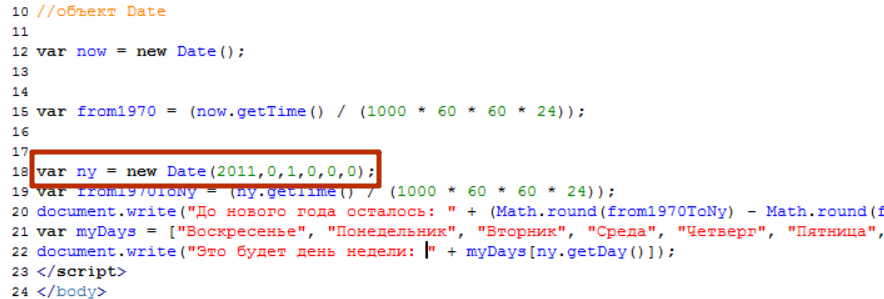 10 //объект Date
11
12 var now = new Date();
13
14
15 var from1970 = (now.getTime() / (1000 * 60 * 60 * 24));
16
17
18 var ny = new Date(2011,0,1,0,0,0);
19 var from1970ToNy = (ny.getTime() / (1000 * 60 * 60 * 24));
20 document.write("До нового года осталось: " + (Math.round(from1970ToNy) - Math.round(f
21 var myDays = ["Воскресенье", "Понедельник", "Вторник", "Среда", "Четверг", "Пятница",
22 document.write("Это будет день недели: " + myDays[ny.getDay()]);
23 </script>
24 </body>